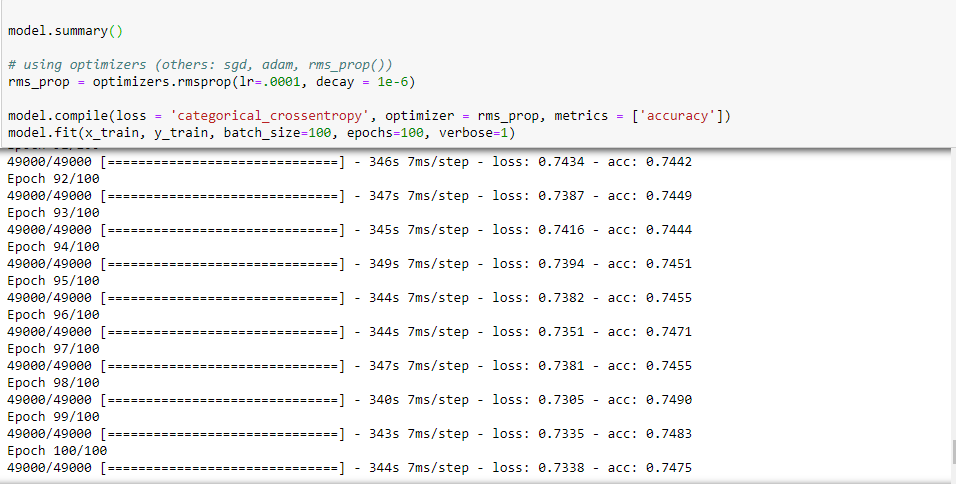 model.summary()
# using optimizers (others: sgd, adam, rms_prop())
rms_prop = optimizers.rmsprop(lr=.0001, decay = 1e-6)
model.compile(loss = 'categorical_crossentropy', optimizer = rms_prop, metrics = ['accuracy'])
model.fit(x_train, y_train, batch_size=100, epochs=100, verbose=1)
49000/49000 [==============================] - 346s 7ms/step - loss: 0.7434 - acc: 0.7442
Epoch 92/100
49000/49000 [==============================] - 347s 7ms/step - loss: 0.7387 - acc: 0.7449
Epoch 93/100
49000/49000 [==============================] - 345s 7ms/step - loss: 0.7416 - acc: 0.7444
Epoch 94/100
49000/49000 [==============================] - 349s 7ms/step - loss: 0.7394 - acc: 0.7451
Epoch 95/100
49000/49000 [==============================] - 344s 7ms/step - loss: 0.7382 - acc: 0.7455
Epoch 96/100
49000/49000 [==============================] - 344s 7ms/step - loss: 0.7351 - acc: 0.7471
Epoch 97/100
49000/49000 [==============================] - 347s 7ms/step - loss: 0.7381 - acc: 0.7455
Epoch 98/100
49000/49000 [==============================] - 340s 7ms/step - loss: 0.7305 - acc: 0.7490
Epoch 99/100
49000/49000 [==============================] - 343s 7ms/step - loss: 0.7335 - acc: 0.7483
Epoch 100/100
49000/49000 [==============================] - 344s 7ms/step - loss: 0.7338 - acc: 0.7475